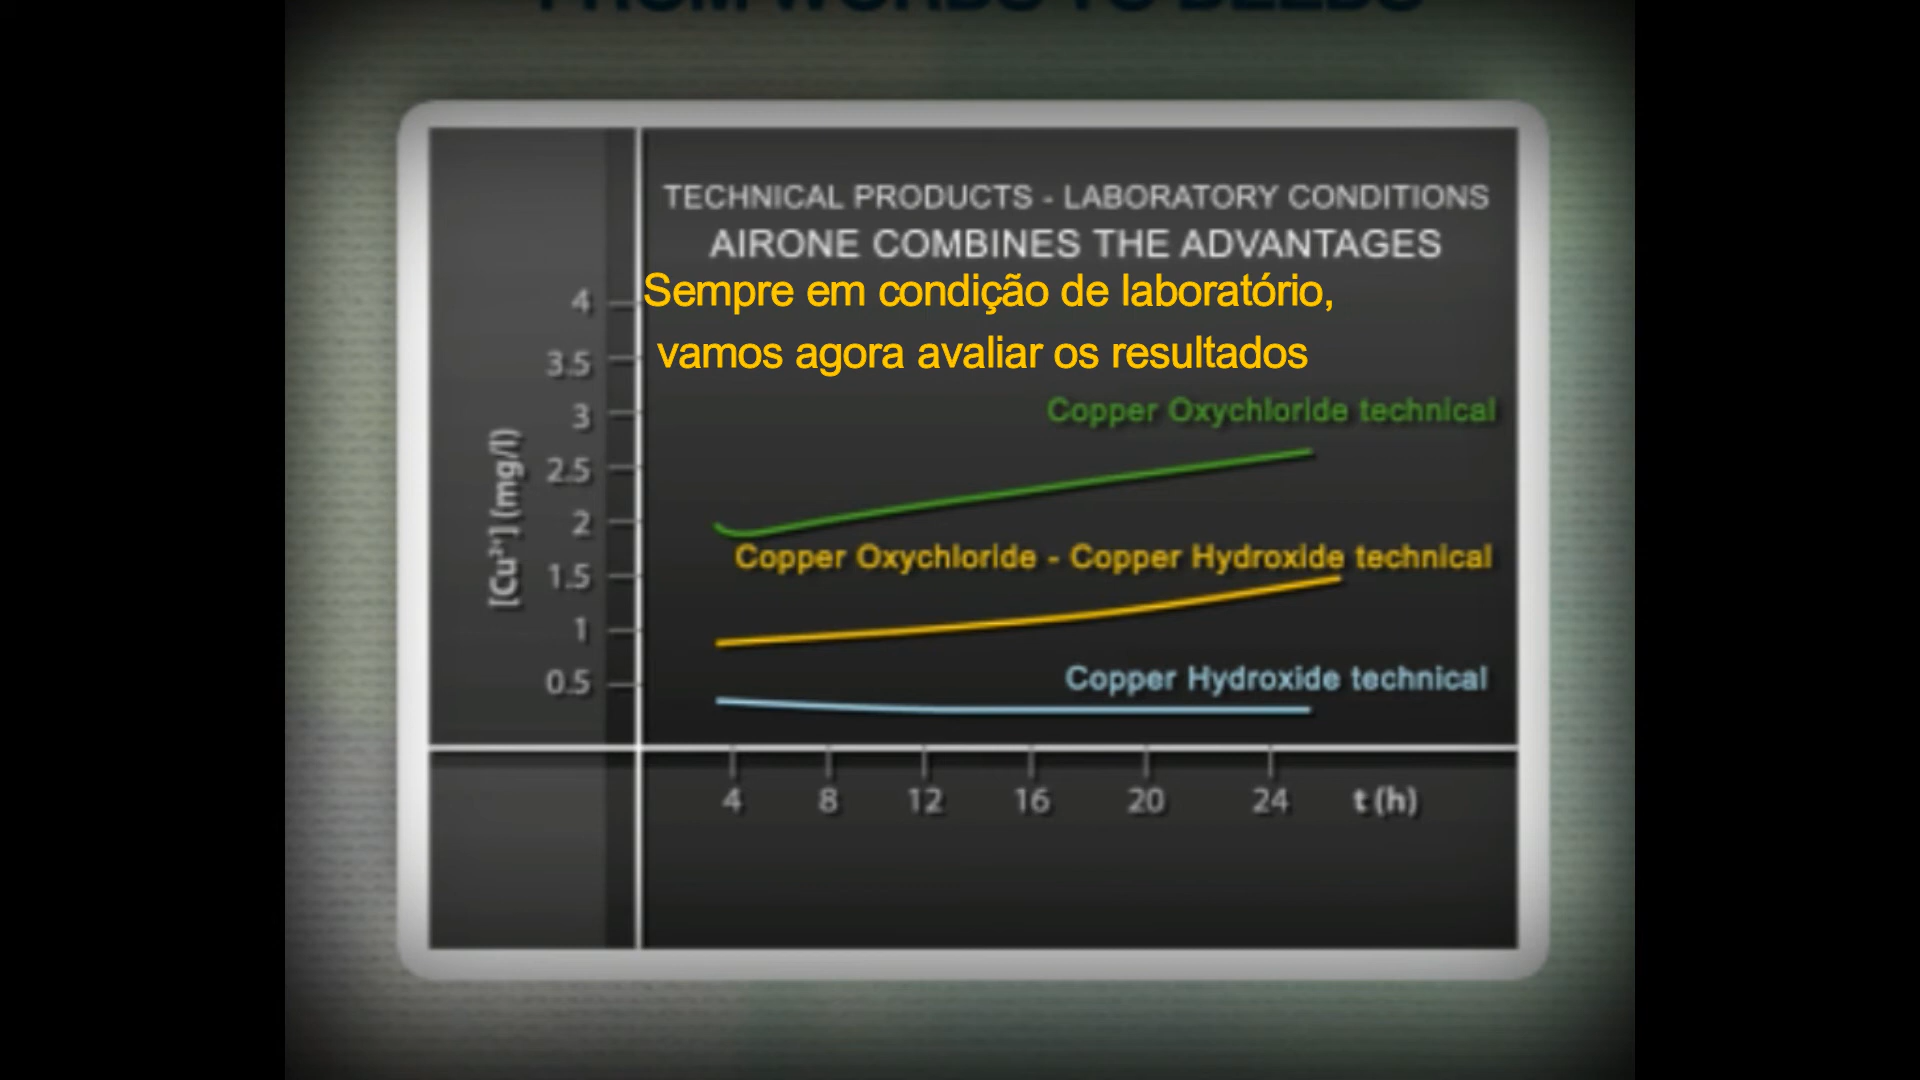 TECHNICAL PRODUCTS - LABORATORY CONDITIONS
AIRONE COMBINES THE ADVANTAGES
Sempre em condição de laboratório,
vamos agora avaliar os resultados
4
3.5
3
2.5
2
1.5
1
0.5
[Cu²⁺] (mg/l)
Copper Oxychloride technical
Copper Oxychloride - Copper Hydroxide technical
Copper Hydroxide technical
4 8 12 16 20 24 t (h)